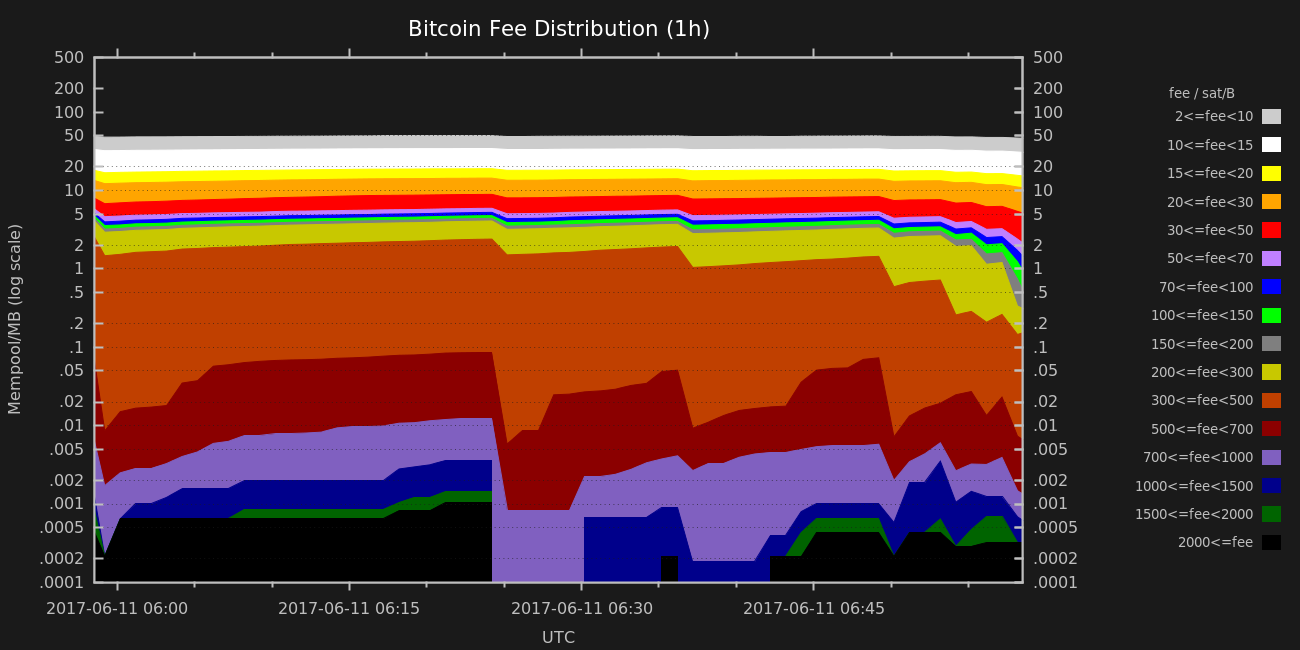 Bitcoin Fee Distribution (1h)
500
200
100
50
20
10
5
2
1
.5
.2
.1
.05
.02
.01
.005
.002
.001
.0005
.0002
.0001
Mempool/MB (log scale)
500
200
100
50
20
10
5
2
1
.5
.2
.1
.05
.02
.01
.005
.002
.001
.0005
.0002
.0001
2017-06-11 06:00
2017-06-11 06:15
2017-06-11 06:30
2017-06-11 06:45
UTC
fee / sat/B
2<=fee<10
10<=fee<15
15<=fee<20
20<=fee<30
30<=fee<50
50<=fee<70
70<=fee<100
100<=fee<150
150<=fee<200
200<=fee<300
300<=fee<500
500<=fee<700
700<=fee<1000
1000<=fee<1500
1500<=fee<2000
2000<=fee